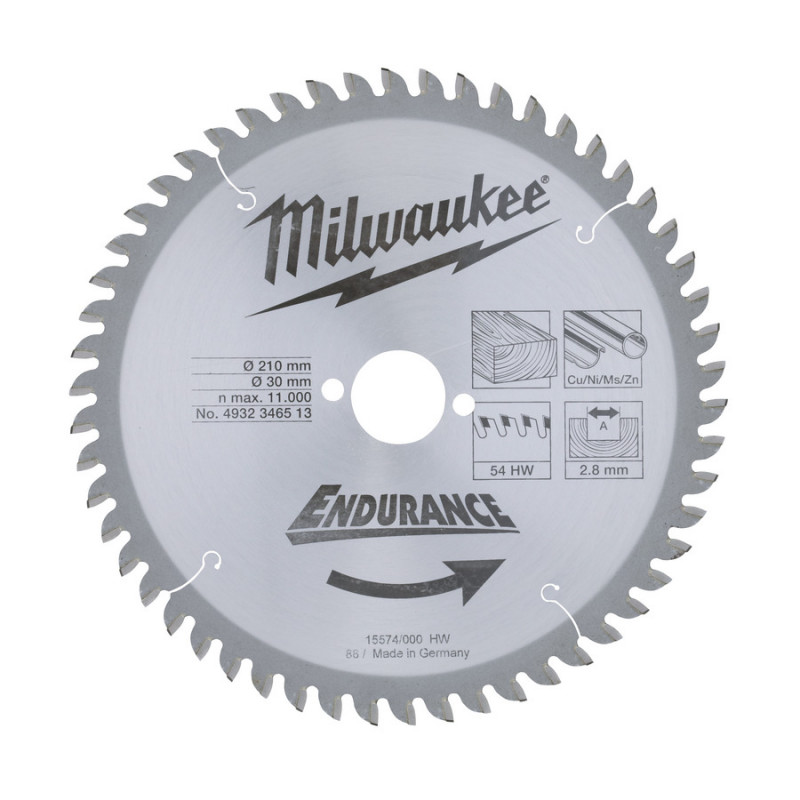 Milwaukee®
Ø 210 mm
Ø 30 mm
n max. 11.000
No. 4932 3465 13
Cu/Ni/Ms/Zn
54 HW
A
2.8 mm
ENDURANCE
15574/000 HW
86 / Made in Germany